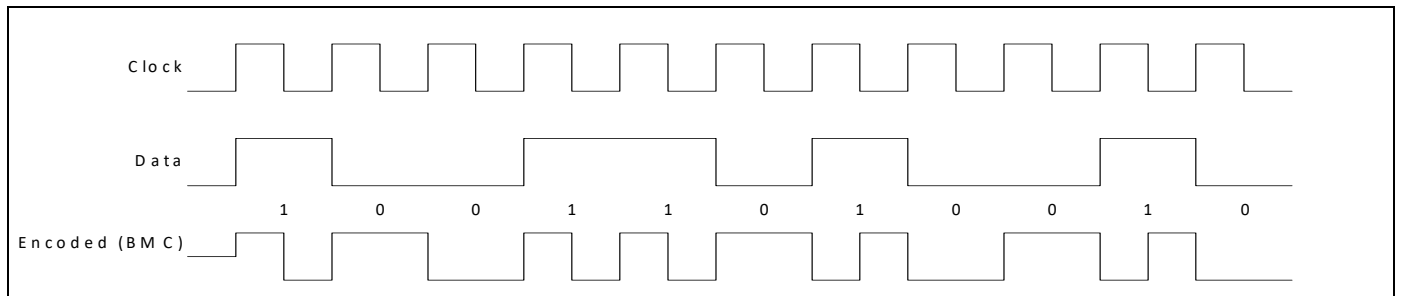 Clock
Data
1 0 0 1 1 0 1 0 0 1 0
Encoded (BMC)